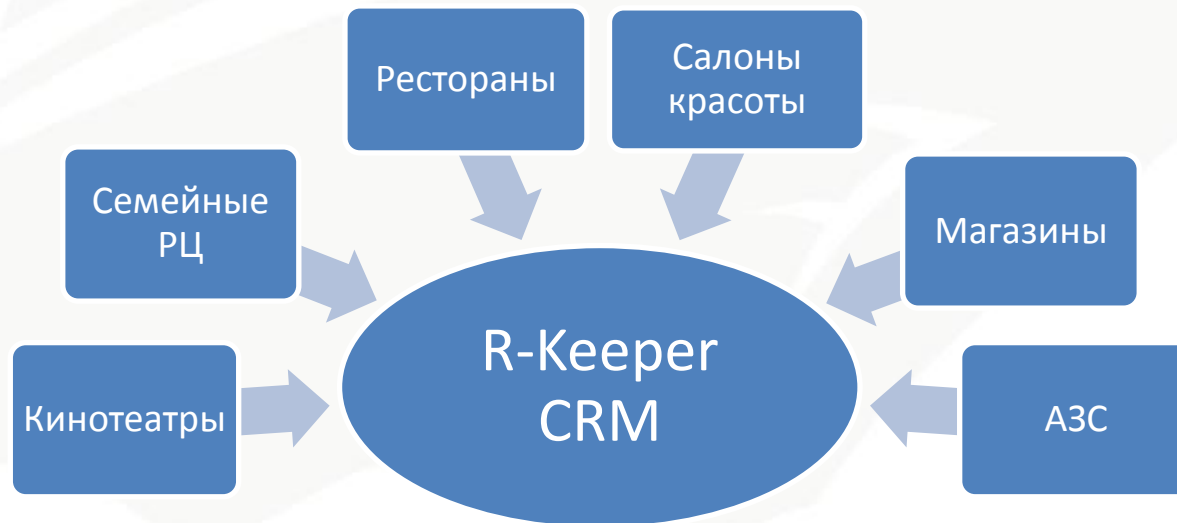 Рестораны
Салоны
красоты
Семейные
РЦ
Магазины
R-Keeper
CRM
Кинотеатры
АЗС